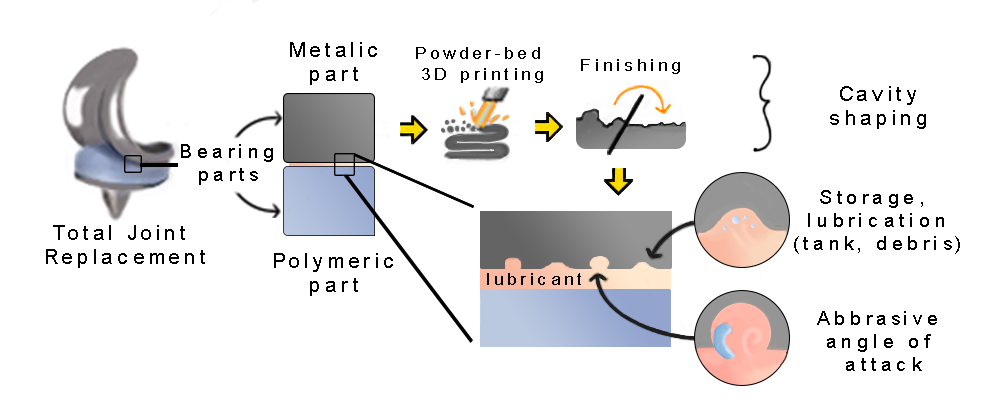 Metalic
part
Powder-bed
3D printing
Finishing
Cavity
shaping
Bearing
parts
Total Joint
Replacement
Polymeric
part
lubricant
Storage,
lubrication
(tank, debris)
Abbrasive
angle of
attack